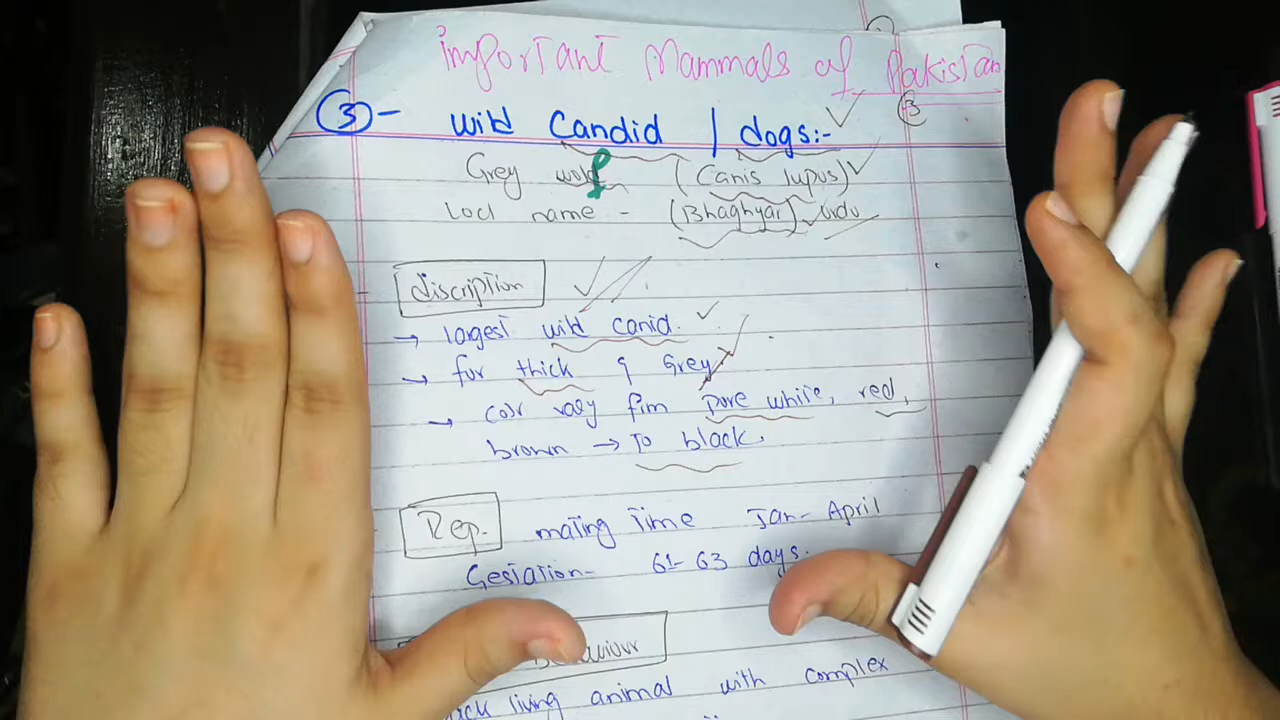 Important Mammals of Pakistan
3
(3)- wild Candid / dogs:-
Grey wolf (Canis lupus)
Locl name - (Bhaghyar) Urdu
discription
→ largest wild canid.
→ fur thick & Grey
→ colr vary fim pure white, red,
brown → To black.
Rep. mating Time Jan- April
Gestation- 61-63 days.
living animal with complex